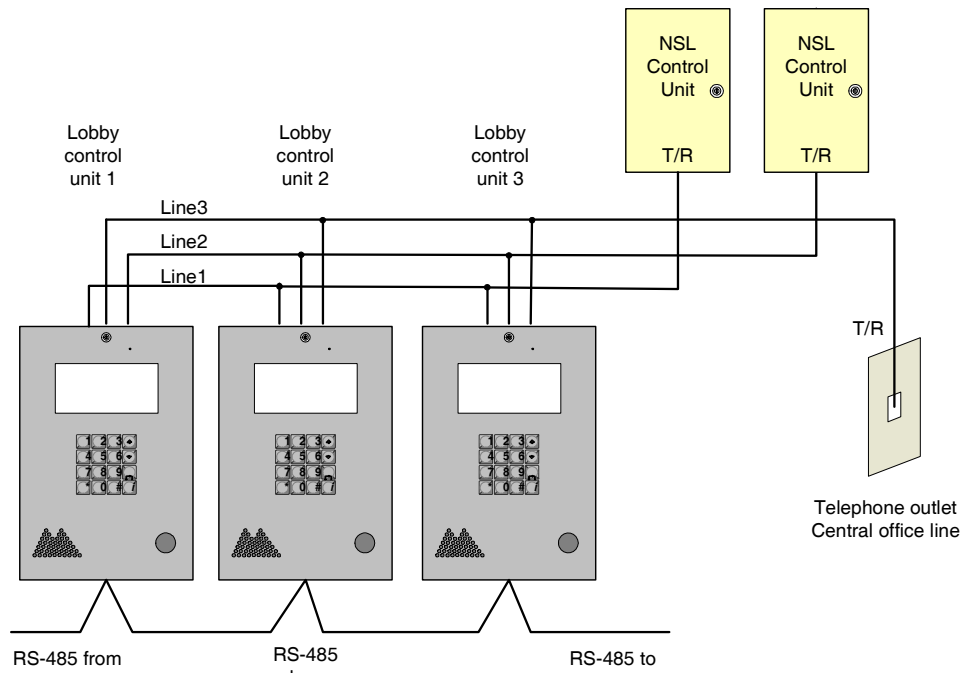 NSL
Control
Unit
T/R
NSL
Control
Unit
T/R
Lobby
control
unit 1
Lobby
control
unit 2
Lobby
control
unit 3
Line3
Line2
Line1
T/R
1 2 3
4 5 6
7 8 9
* 0 # i
1 2 3
4 5 6
7 8 9
* 0 # i
1 2 3
4 5 6
7 8 9
* 0 # i
Telephone outlet
Central office line
RS-485 from
RS-485
RS-485 to